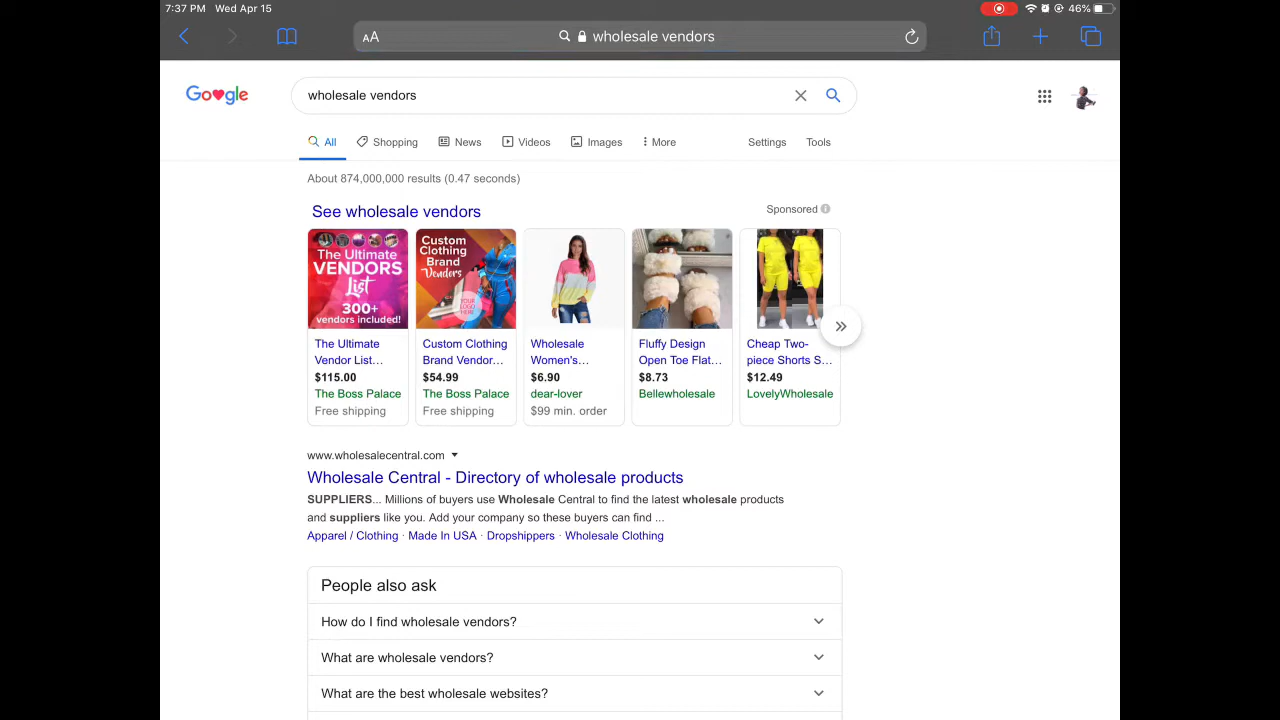 7:37 PM Wed Apr 15
46%
AA
wholesale vendors
Google
wholesale vendors
All
Shopping
News
Videos
Images
More
Settings
Tools
About 874,000,000 results (0.47 seconds)
See wholesale vendors
Sponsored
The Ultimate
VENDORS
List
300+
vendors included!
The Ultimate
Vendor List...
$115.00
The Boss Palace
Free shipping
Custom
Clothing
Brand
Vendors
YOUR
LOGO
HERE
Custom Clothing
Brand Vendor...
$54.99
The Boss Palace
Free shipping
Wholesale
Women's...
$6.90
dear-lover
$99 min. order
Fluffy Design
Open Toe Flat...
$8.73
Bellewholesale
Cheap Two-
piece Shorts S...
$12.49
LovelyWholesale
www.wholesalecentral.com
Wholesale Central - Directory of wholesale products
SUPPLIERS... Millions of buyers use Wholesale Central to find the latest wholesale products
and suppliers like you. Add your company so these buyers can find ...
Apparel / Clothing · Made In USA · Dropshippers · Wholesale Clothing
People also ask
How do I find wholesale vendors?
What are wholesale vendors?
What are the best wholesale websites?